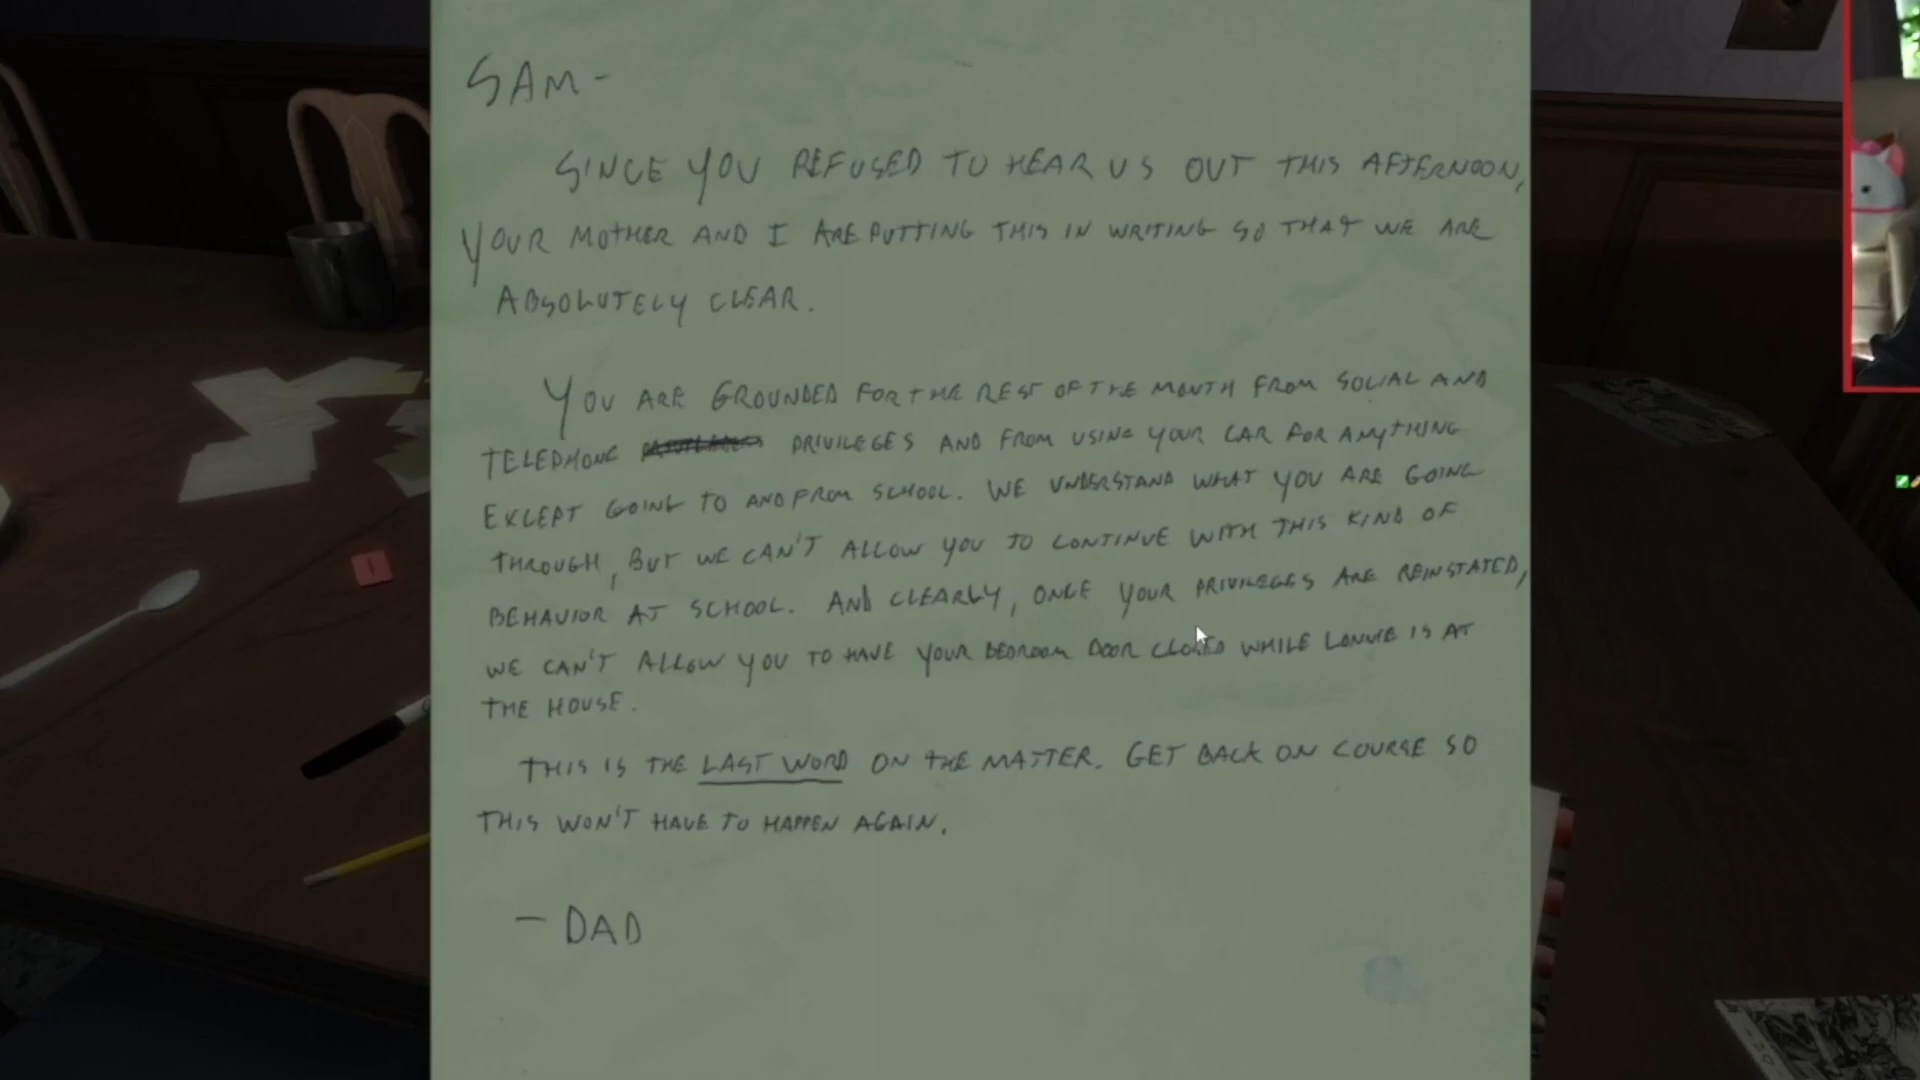 SAM-
SINCE YOU REFUSED TO HEAR US OUT THIS AFTERNOON,
YOUR MOTHER AND I ARE PUTTING THIS IN WRITING SO THAT WE ARE
ABSOLUTELY CLEAR.
YOU ARE GROUNDED FOR THE REST OF THE MONTH FROM SOCIAL AND
TELEPHONE PRIVILEGES AND FROM USING YOUR CAR FOR ANYTHING
EXCEPT GOING TO AND FROM SCHOOL. WE UNDERSTAND WHAT YOU ARE GOING
THROUGH, BUT WE CAN'T ALLOW YOU TO CONTINUE WITH THIS KIND OF
BEHAVIOR AT SCHOOL. AND CLEARLY, ONCE YOUR PRIVILEGES ARE REINSTATED,
WE CAN'T ALLOW YOU TO HAVE YOUR BEDROOM DOOR CLOSED WHILE LONNIE IS AT
THE HOUSE.
THIS IS THE LAST WORD ON THE MATTER. GET BACK ON COURSE SO
THIS WON'T HAVE TO HAPPEN AGAIN.
- DAD